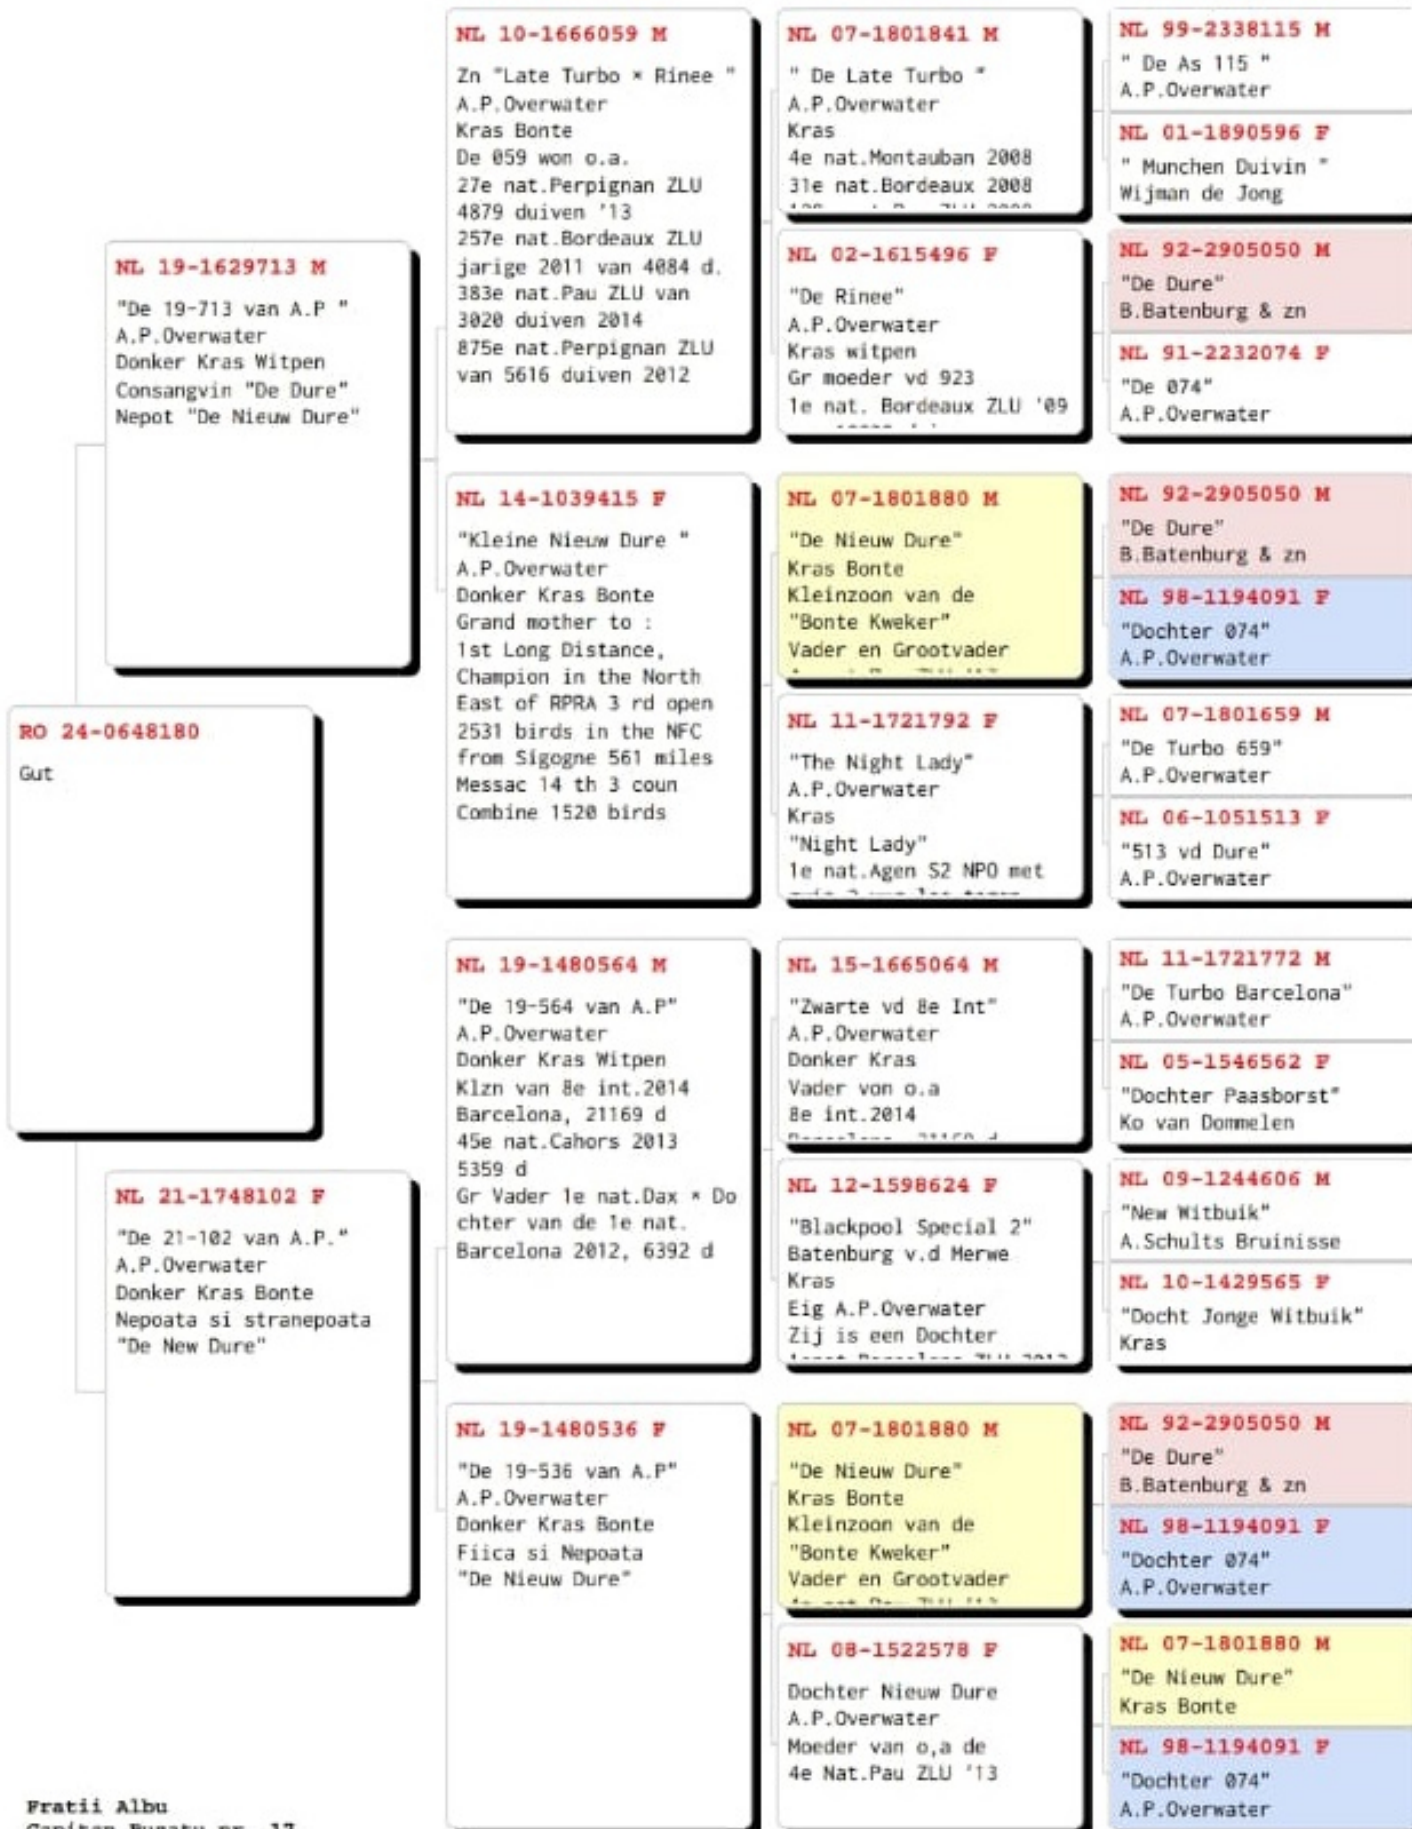 RO 24-0648180
Gut
NL 19-1629713 M
"De 19-713 van A.P "
A.P.Overwater
Donker Kras Witpen
Consangvin "De Dure"
Nepot "De Nieuw Dure"
NL 21-1748102 F
"De 21-102 van A.P."
A.P.Overwater
Donker Kras Bonte
Nepoata si stranepoata
"De New Dure"
NL 10-1666059 M
Zn "Late Turbo * Rinee "
A.P.Overwater
Kras Bonte
De 059 won o.a.
27e nat.Perpignan ZLU
4879 duiven '13
257e nat.Bordeaux ZLU
jarige 2011 van 4084 d.
383e nat.Pau ZLU van
3020 duiven 2014
875e nat.Perpignan ZLU
van 5616 duiven 2012
NL 14-1039415 F
"Kleine Nieuw Dure "
A.P.Overwater
Donker Kras Bonte
Grand mother to :
1st Long Distance,
Champion in the North
East of RPRA 3 rd open
2531 birds in the NFC
from Sigogne 561 miles
Messac 14 th 3 coun
Combine 1520 birds
NL 19-1480564 M
"De 19-564 van A.P"
A.P.Overwater
Donker Kras Witpen
Klzn van 8e int.2014
Barcelona, 21169 d
45e nat.Cahors 2013
5359 d
Gr Vader 1e nat.Dax * Do
chter van de 1e nat.
Barcelona 2012, 6392 d
NL 19-1480536 F
"De 19-536 van A.P"
A.P.Overwater
Donker Kras Bonte
Fiica si Nepoata
"De Nieuw Dure"
NL 07-1801841 M
" De Late Turbo "
A.P.Overwater
Kras
4e nat.Montauban 2008
31e nat.Bordeaux 2008
NL 02-1615496 F
"De Rinee"
A.P.Overwater
Kras witpen
Gr moeder vd 923
1e nat. Bordeaux ZLU '09
NL 07-1801880 M
"De Nieuw Dure"
Kras Bonte
Kleinzoon van de
"Bonte Kweker"
Vader en Grootvader
NL 11-1721792 F
"The Night Lady"
A.P.Overwater
Kras
"Night Lady"
1e nat.Agen S2 NPO met
NL 15-1665064 M
"Zwarte vd 8e Int"
A.P.Overwater
Donker Kras
Vader von o.a
8e int.2014
NL 12-1598624 F
"Blackpool Special 2"
Batenburg v.d Merwe
Kras
Eig A.P.Overwater
Zij is een Dochter
NL 07-1801880 M
"De Nieuw Dure"
Kras Bonte
Kleinzoon van de
"Bonte Kweker"
Vader en Grootvader
NL 08-1522578 F
Dochter Nieuw Dure
A.P.Overwater
Moeder van o,a de
4e Nat.Pau ZLU '13
NL 99-2338115 M
" De As 115 "
A.P.Overwater
NL 01-1890596 F
" Munchen Duivin "
Wijman de Jong
NL 92-2905050 M
"De Dure"
B.Batenburg & zn
NL 91-2232074 F
"De 074"
A.P.Overwater
NL 92-2905050 M
"De Dure"
B.Batenburg & zn
NL 98-1194091 F
"Dochter 074"
A.P.Overwater
NL 07-1801659 M
"De Turbo 659"
A.P.Overwater
NL 06-1051513 F
"513 vd Dure"
A.P.Overwater
NL 11-1721772 M
"De Turbo Barcelona"
A.P.Overwater
NL 05-1546562 F
"Dochter Paasborst"
Ko van Dommelen
NL 09-1244606 M
"New Witbuik"
A.Schults Bruinisse
NL 10-1429565 F
"Docht Jonge Witbuik"
Kras
NL 92-2905050 M
"De Dure"
B.Batenburg & zn
NL 98-1194091 F
"Dochter 074"
A.P.Overwater
NL 07-1801880 M
"De Nieuw Dure"
Kras Bonte
NL 98-1194091 F
"Dochter 074"
A.P.Overwater
Fratii Albu